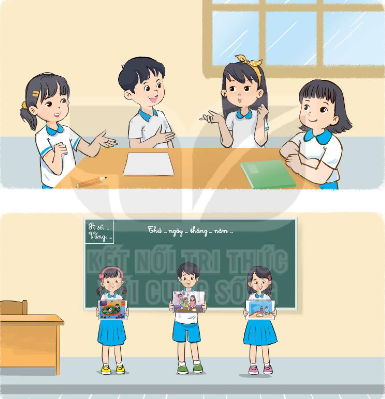 Sĩ số: ..
Vắng: ..
Thứ .. ngày .. tháng .. năm ..
KẾT NỐI TRI THỨC
VỚI CUỘC SỐNG